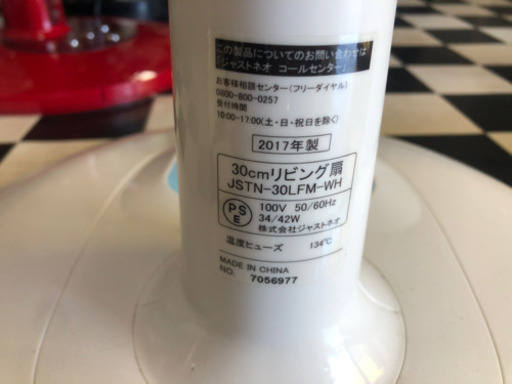 この製品についてのお問い合わせは
「ジャストネオ コールセンター」
お客様相談センター(フリーダイヤル)
0800-800-0257
受付時間
10:00-17:00(土・日・祝日を除く)
2017年製
30cmリビング扇
JSTN-30LFM-WH
PSE
100V 50/60Hz
34/42W
株式会社ジャストネオ
温度ヒューズ 134℃
MADE IN CHINA
NO. 7056977